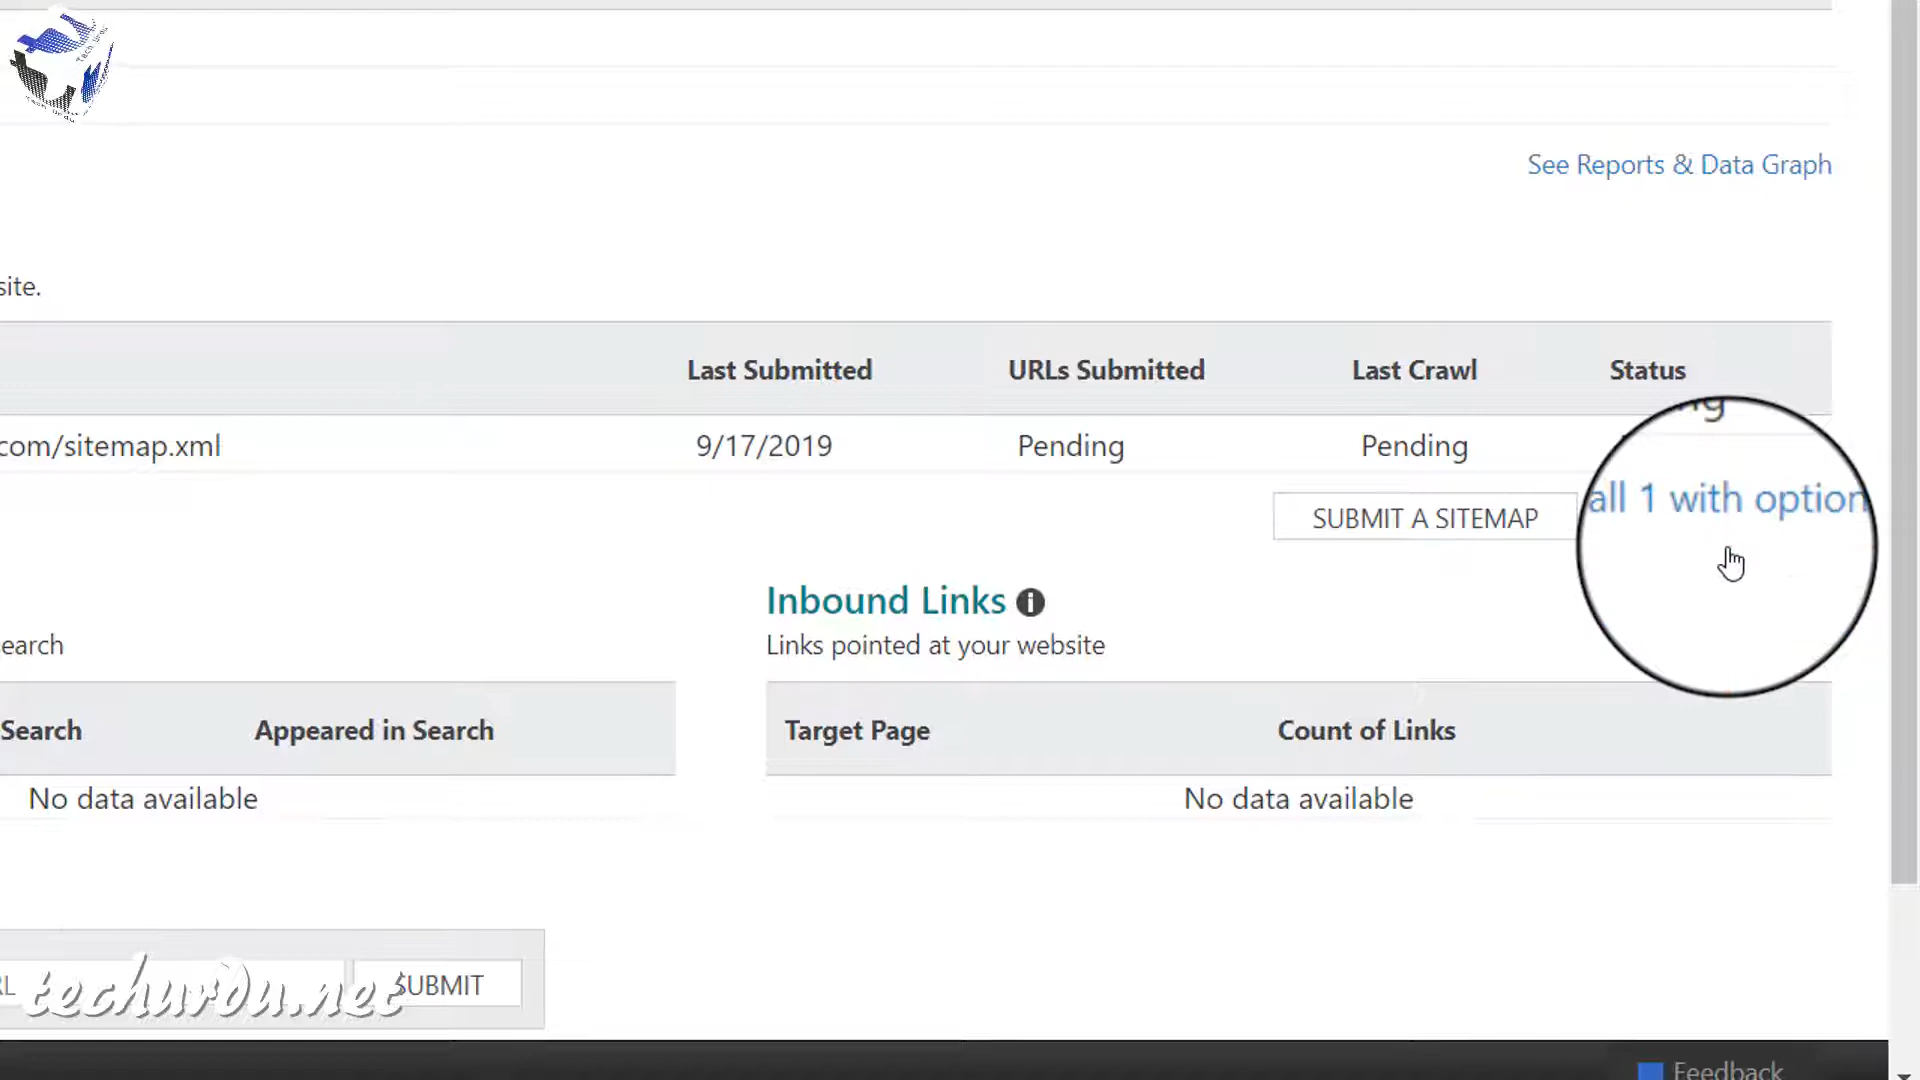 See Reports & Data Graph
site.
Last Submitted URLs Submitted Last Crawl Status
com/sitemap.xml 9/17/2019 Pending Pending
SUBMIT A SITEMAP all 1 with option
Inbound Links
earch Links pointed at your website
Search Appeared in Search Target Page Count of Links
No data available No data available
techurdu.net SUBMIT
Feedback